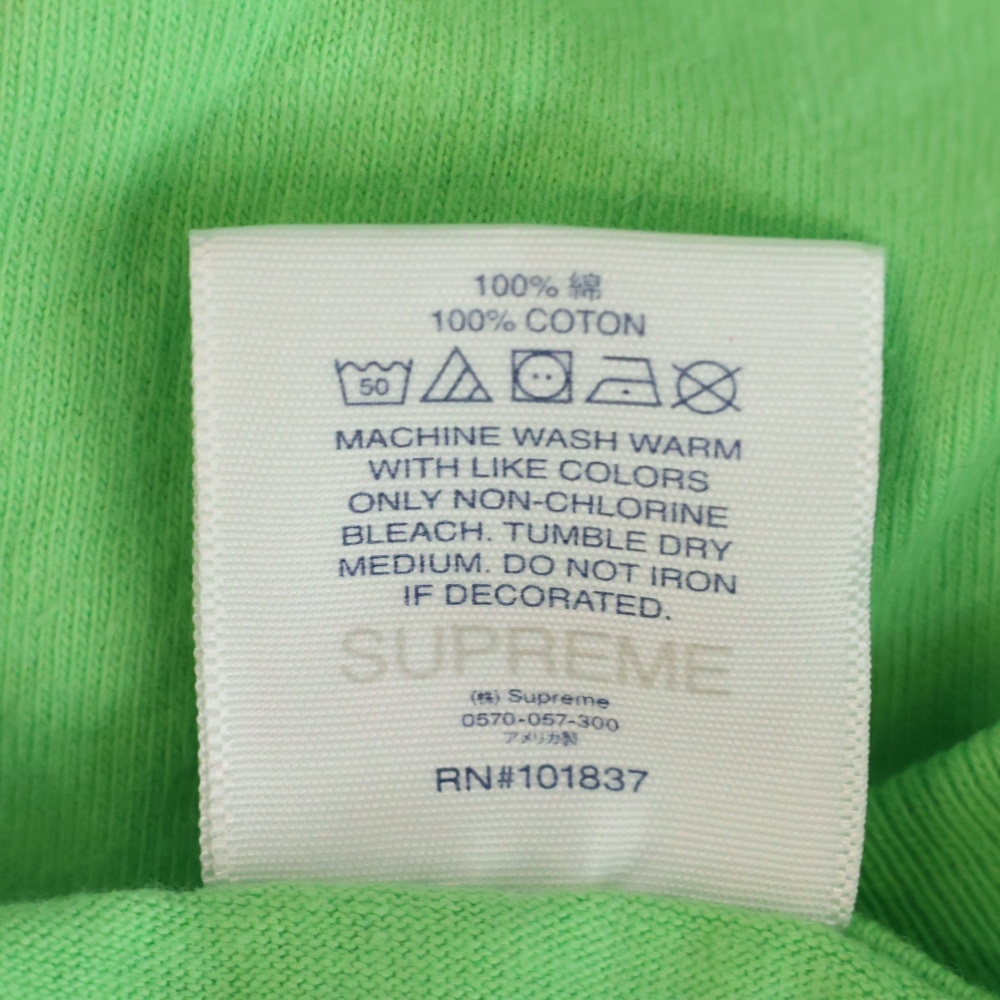 100% 綿
100% COTON
50
MACHINE WASH WARM
WITH LIKE COLORS
ONLY NON-CHLORINE
BLEACH. TUMBLE DRY
MEDIUM. DO NOT IRON
IF DECORATED.
SUPREME
(株) Supreme
0570-057-300
アメリカ製
RN#101837